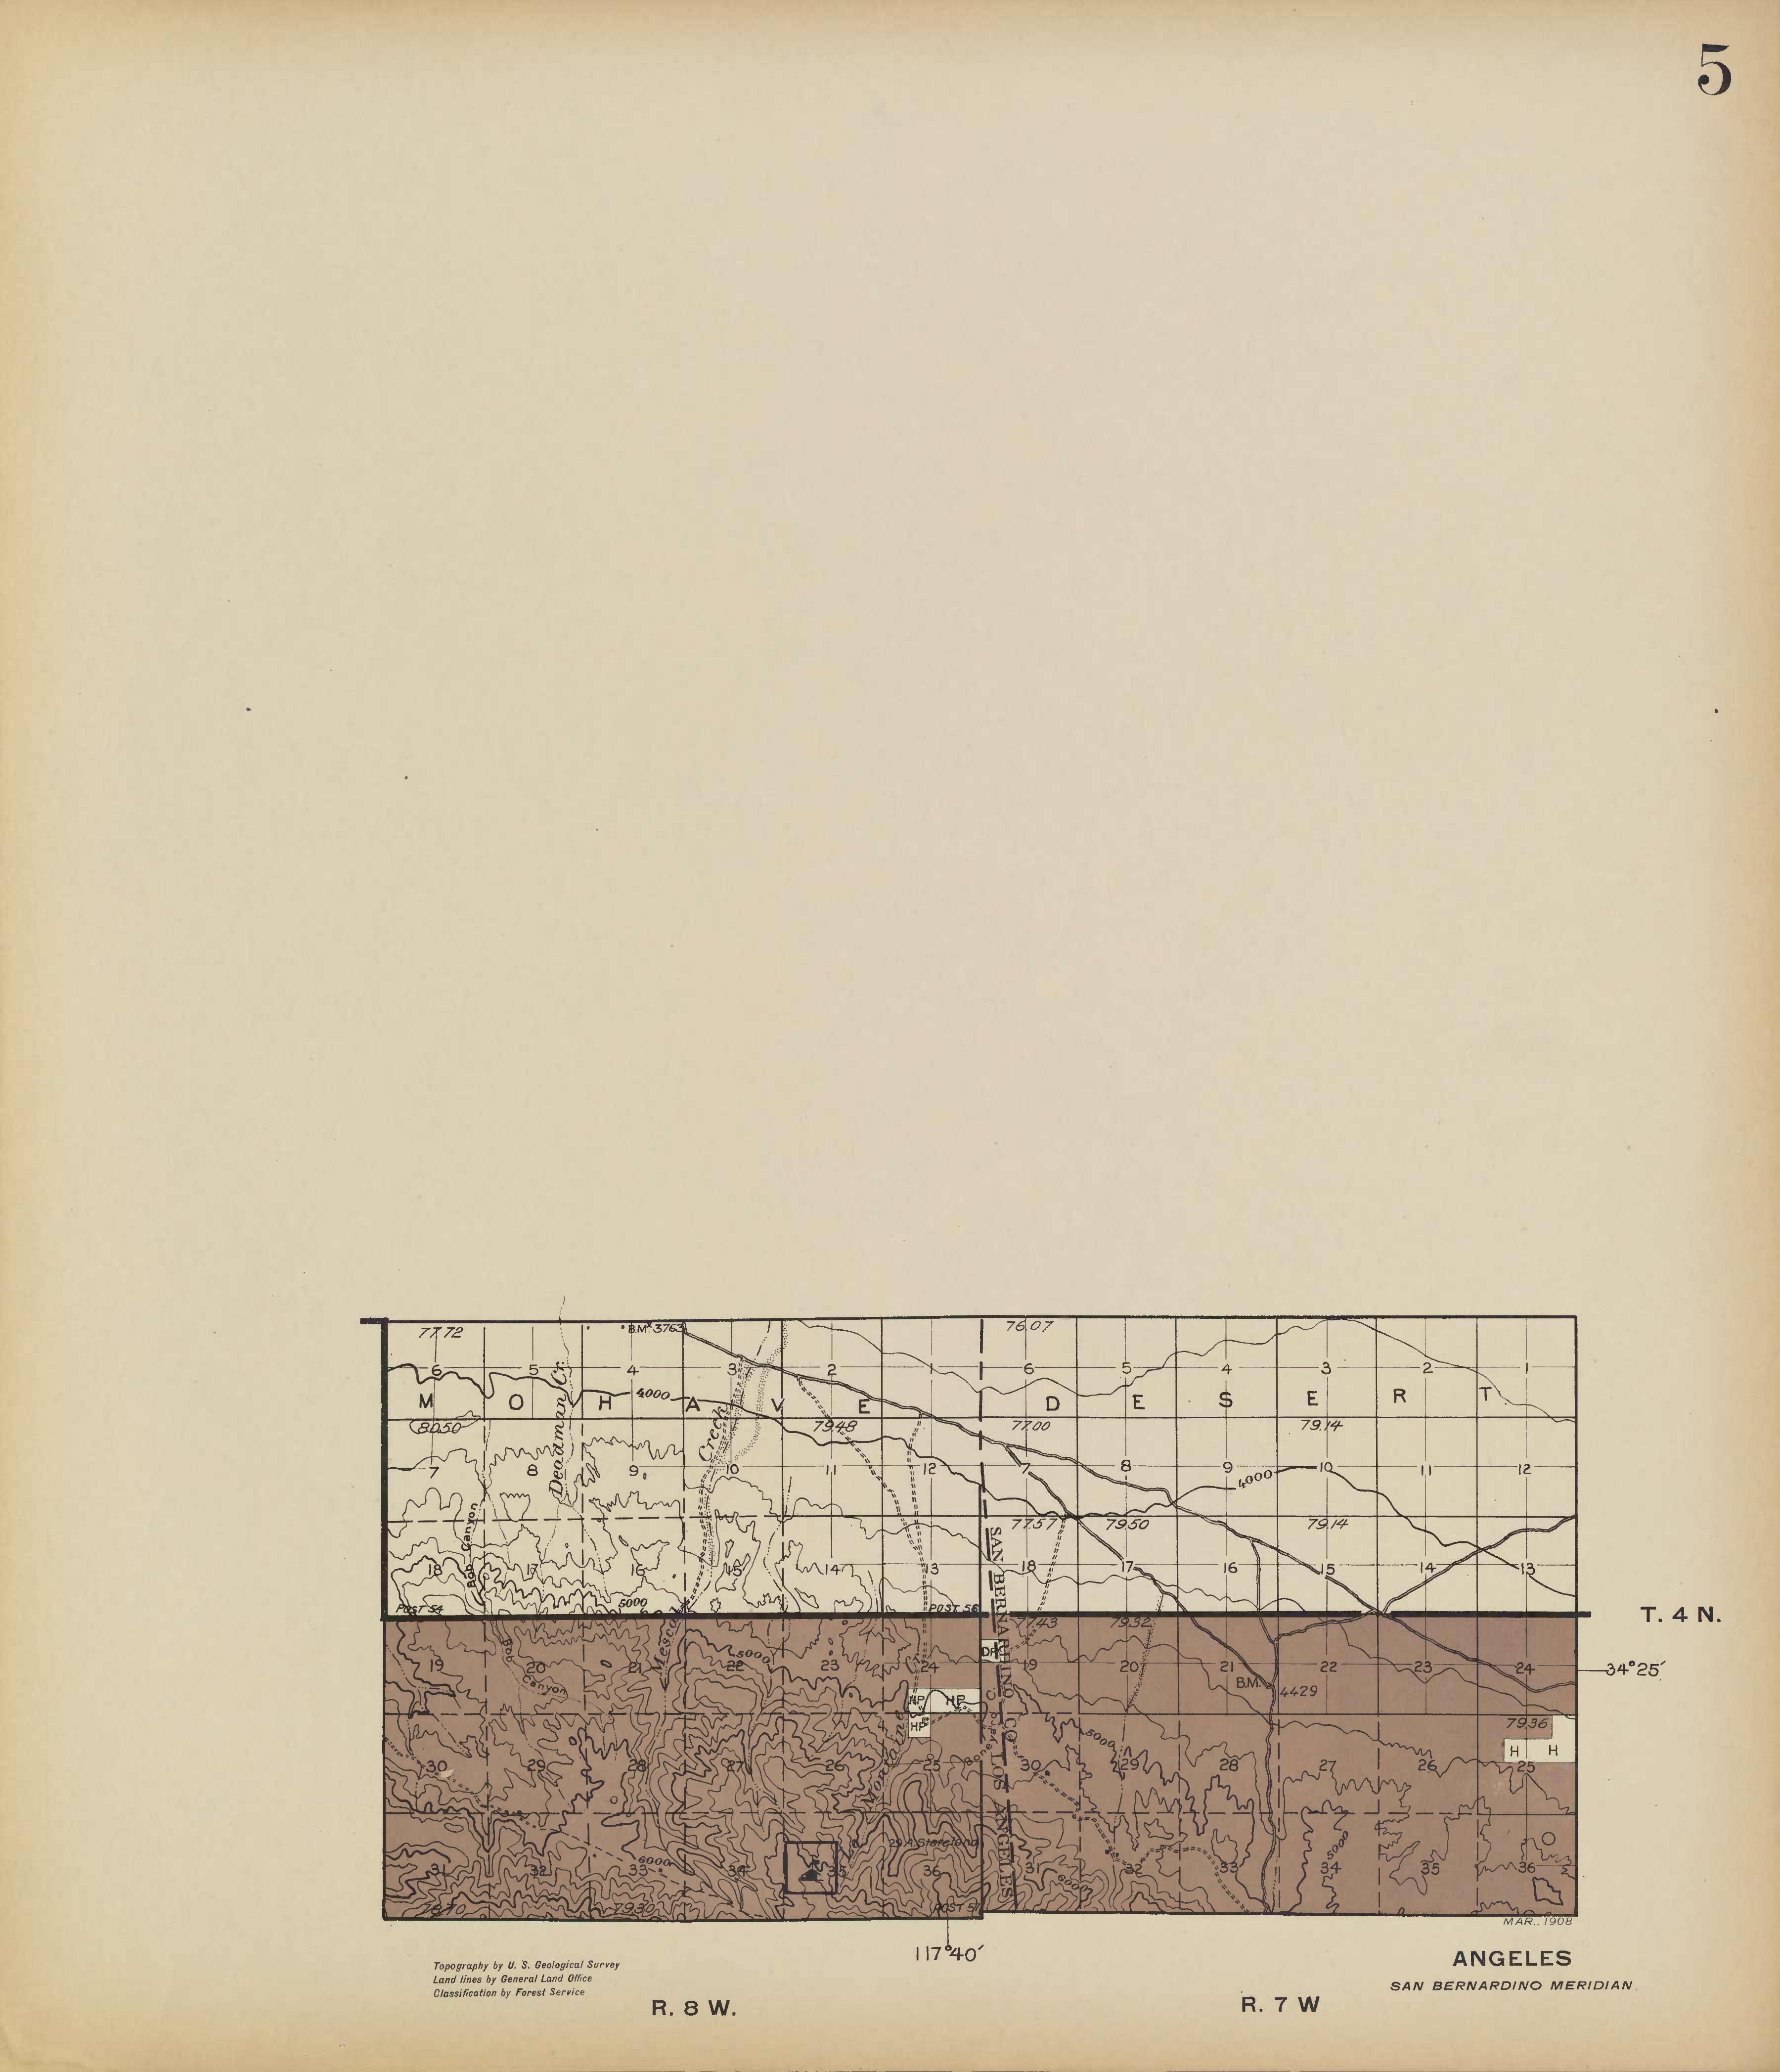 5
77.72
B.M. 3763
76.07
6 5 4 3 2 1 6 5 4 3 2 1
MOHAVE DESERT
4000
Deadman Cr.
80.50
79.48
77.00
79.14
Creek
7 8 9 10 11 12 7 8 9 10 11 12
4000
Bob Canyon
77.57
79.50
79.14
18 17 16 15 14 13 18 17 16 15 14 13
POST 54
5000
POST 56
SAN BERNARDINO CO.
LOS ANGELES
T. 4 N.
77.43
79.32
Mescal
Bob Canyon
5000
19 20 21 22 23 24 19 20 21 22 23 24
34°25′
B.M.
4429
HP
HP
HP
79.36
5000
H H
30 29 28 27 26 25 30 29 28 27 26 25
5000
6000
31 32 33 34 35 36 31 32 33 34 35 36
6000
79.30
MAR., 1908
117°40′
ANGELES
SAN BERNARDINO MERIDIAN
Topography by U. S. Geological Survey
Land lines by General Land Office
Classification by Forest Service
R. 8 W.
R. 7 W